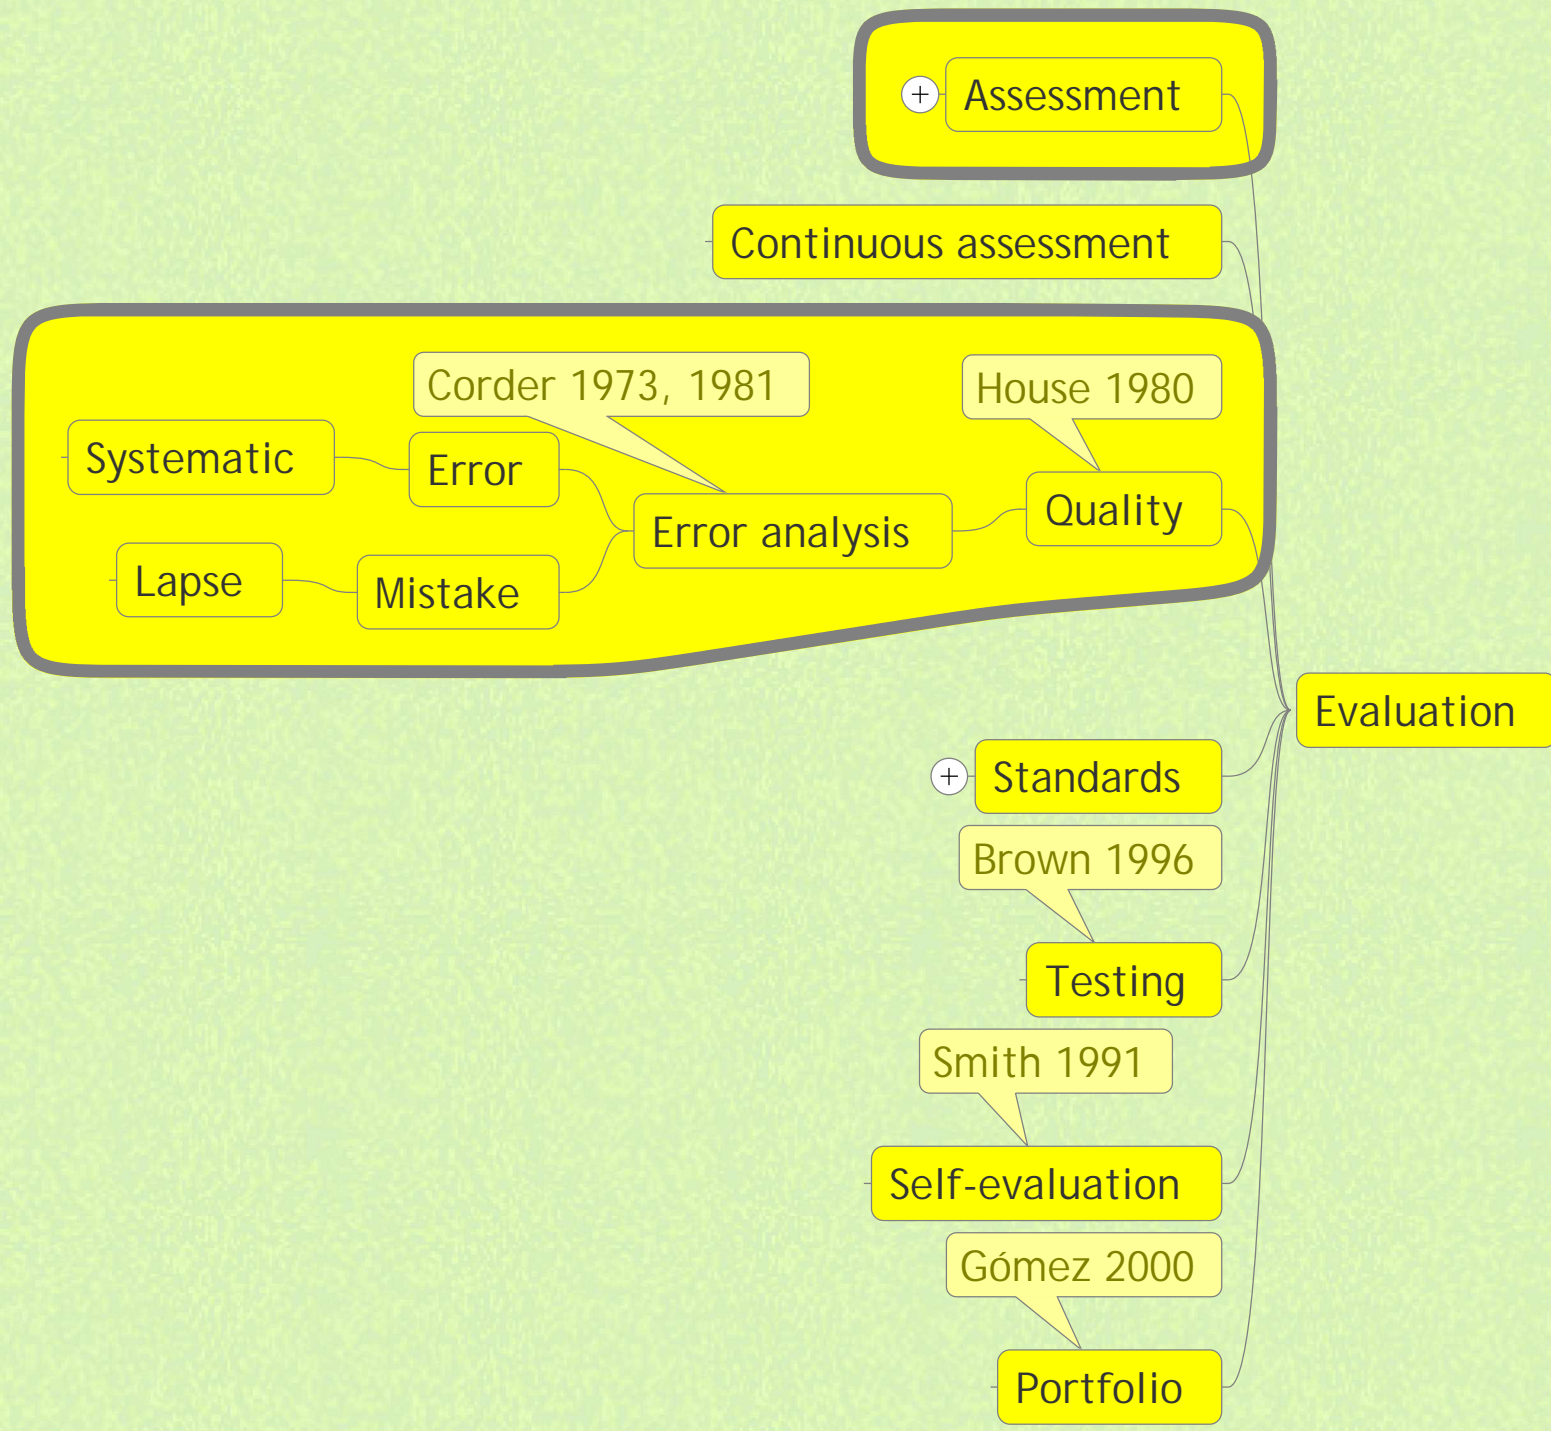 +
Assessment
Continuous assessment
Corder 1973, 1981
House 1980
Systematic
Error
Error analysis
Quality
Lapse
Mistake
Evaluation
+
Standards
Brown 1996
Testing
Smith 1991
Self-evaluation
Gómez 2000
Portfolio